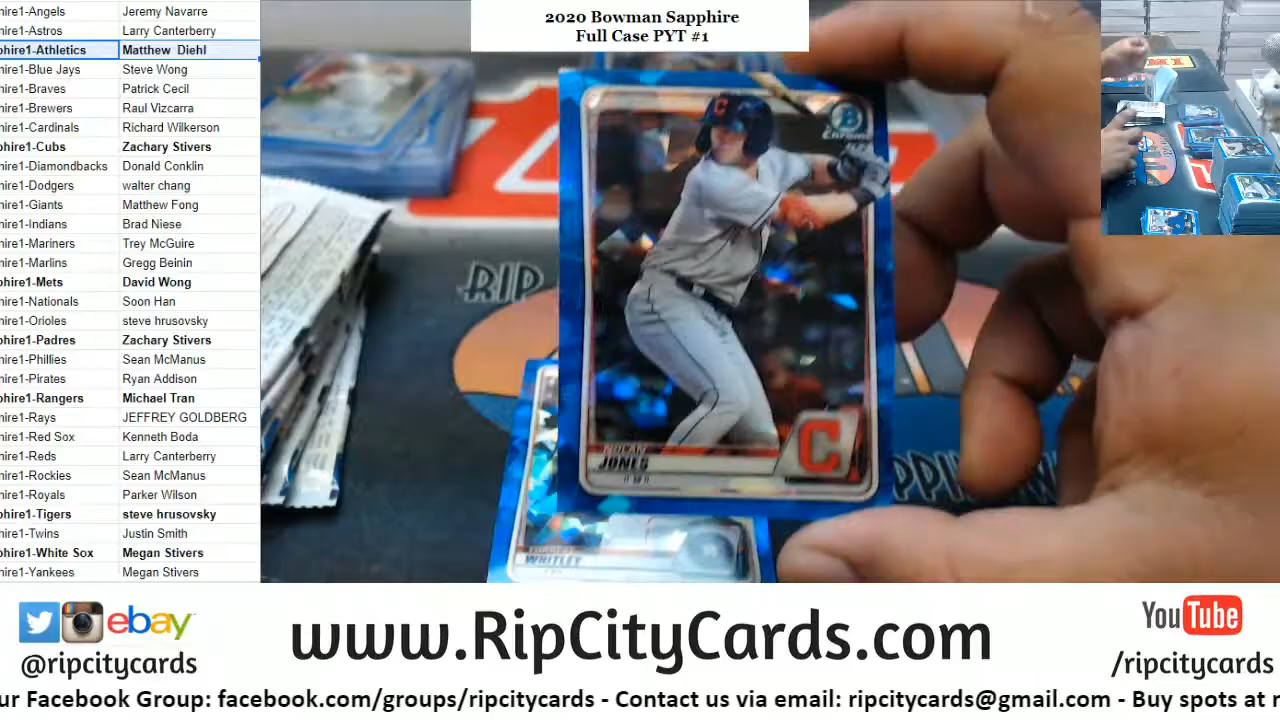 2020 Bowman Sapphire
Full Case PYT #1
hire1-Angels Jeremy Navarre
hire1-Astros Larry Canterberry
phire1-Athletics Matthew Diehl
hire1-Blue Jays Steve Wong
hire1-Braves Patrick Cecil
hire1-Brewers Raul Vizcarra
hire1-Cardinals Richard Wilkerson
phire1-Cubs Zachary Stivers
hire1-Diamondbacks Donald Conklin
hire1-Dodgers walter chang
hire1-Giants Matthew Fong
hire1-Indians Brad Niese
hire1-Mariners Trey McGuire
hire1-Marlins Gregg Beinin
phire1-Mets David Wong
hire1-Nationals Soon Han
hire1-Orioles steve hrusovsky
phire1-Padres Zachary Stivers
hire1-Phillies Sean McManus
hire1-Pirates Ryan Addison
phire1-Rangers Michael Tran
hire1-Rays JEFFREY GOLDBERG
hire1-Red Sox Kenneth Boda
hire1-Reds Larry Canterberry
hire1-Rockies Sean McManus
hire1-Royals Parker Wilson
phire1-Tigers steve hrusovsky
hire1-Twins Justin Smith
phire1-White Sox Megan Stivers
hire1-Yankees Megan Stivers
C
B
Chrome
NOLAN
JONES
C
RIP
WHITLEY
ebay
@ripcitycards
www.RipCityCards.com
YouTube
/ripcitycards
ur Facebook Group: facebook.com/groups/ripcitycards - Contact us via email: ripcitycards@gmail.com - Buy spots at r